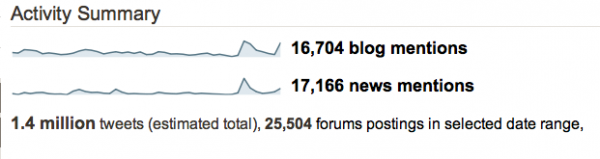 Activity Summary
16,704 blog mentions
17,166 news mentions
1.4 million tweets (estimated total), 25,504 forums postings in selected date range,